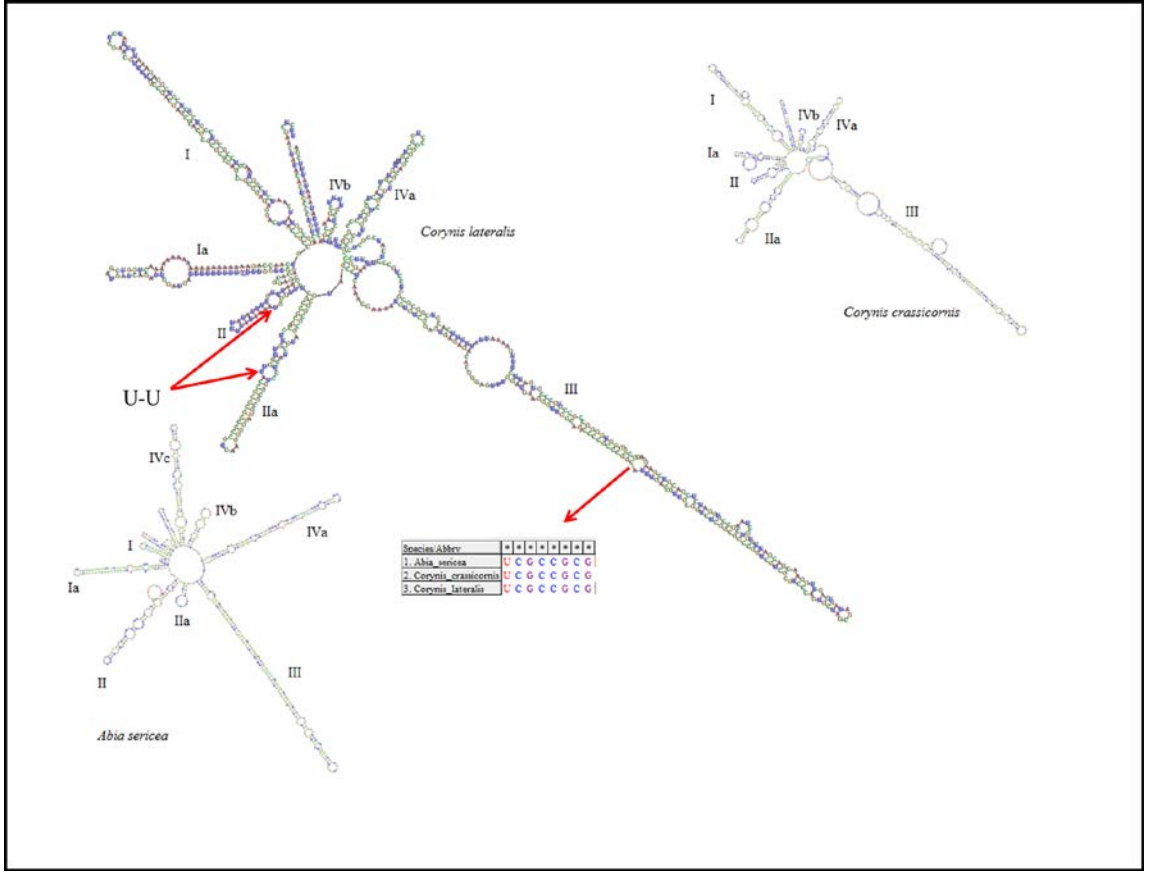 I
IVb
IVa
Corynis lateralis
Ia
II
U-U
IIa
III
I
IVb
IVa
Ia
II
III
IIa
Corynis crassicornis
IVc
IVb
IVa
I
Ia
IIa
II
III
Abia sericea
Species/Abbrv * * * * * * * *
1. Abia_sericea U C G C C G C G
2. Corynis_crassicornis U C G C C G C G
3. Corynis_lateralis U C G C C G C G